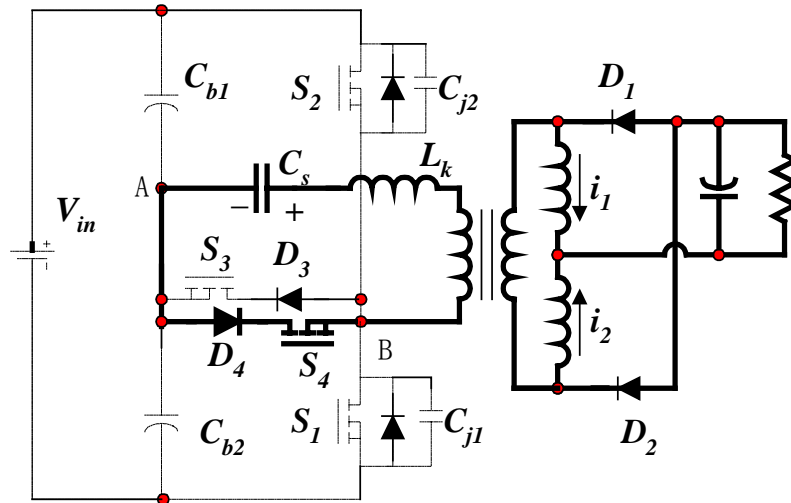 C_b1
S_2
C_j2
D_1
A
C_s
L_k
− +
i_1
V_in
+
−
S_3
D_3
D_4
S_4
B
i_2
C_b2
S_1
C_j1
D_2